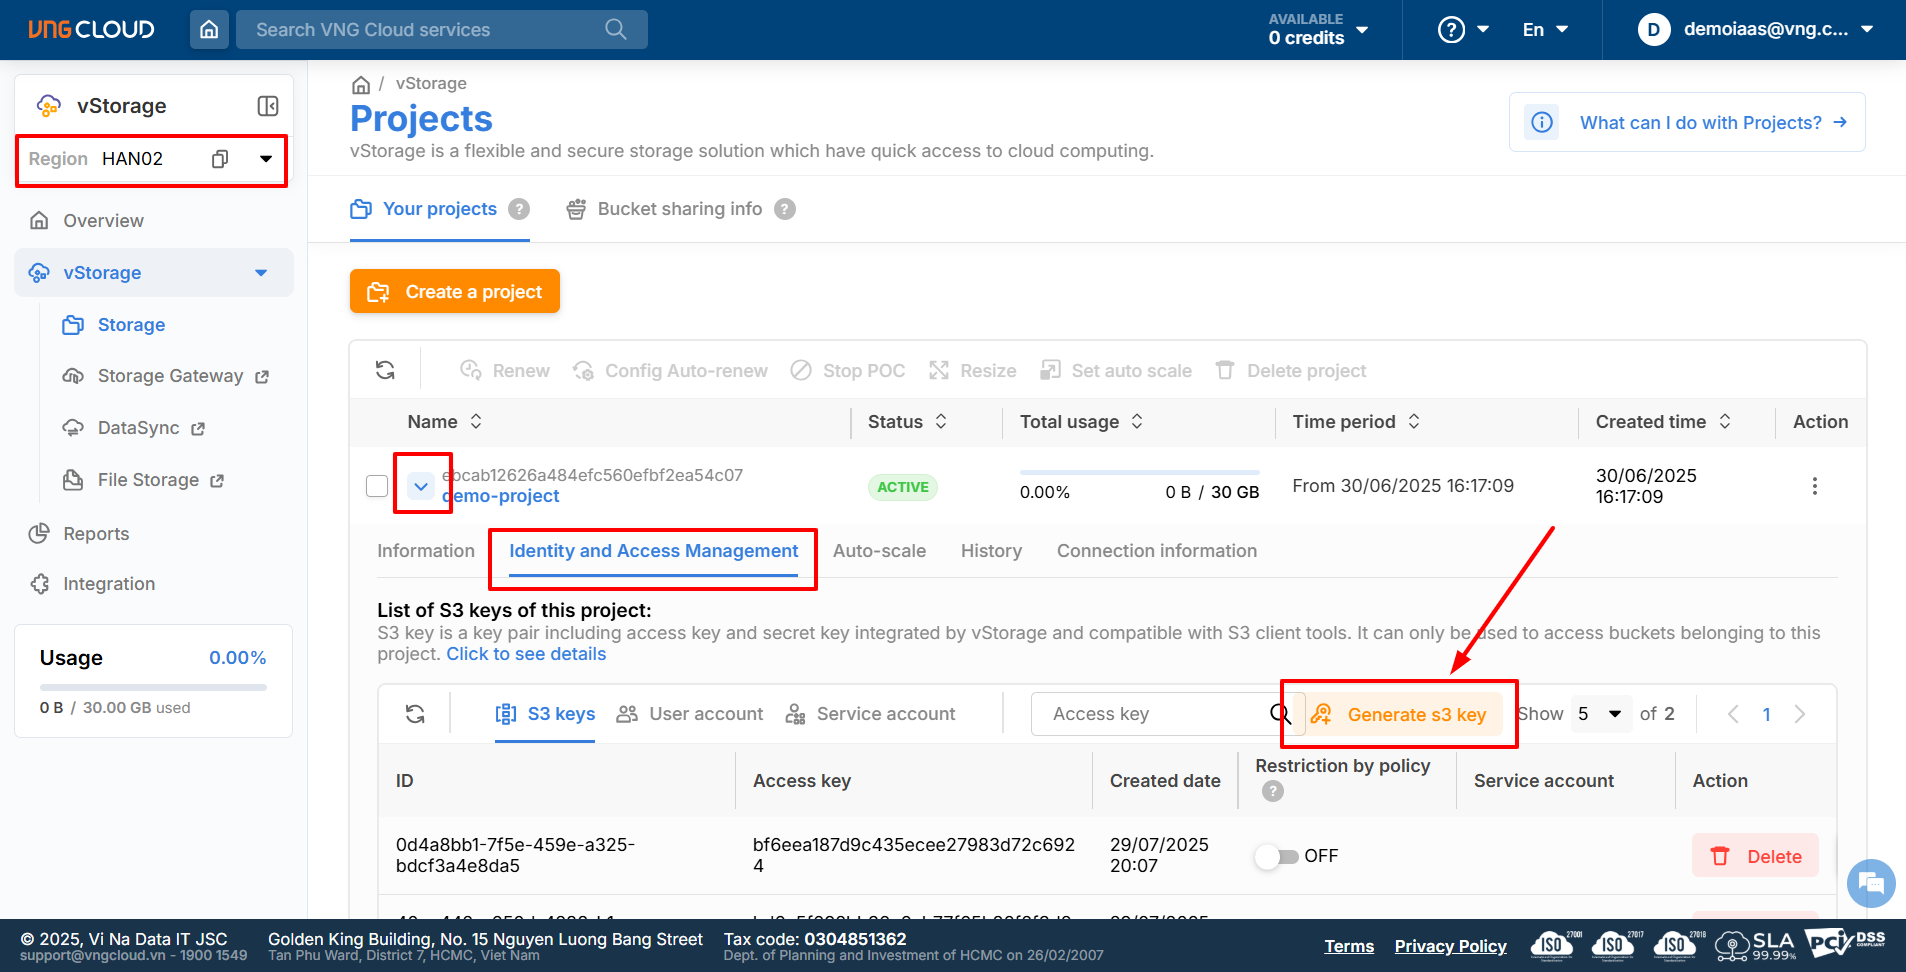 VNG CLOUD
Search VNG Cloud services
AVAILABLE
0 credits
?
En
D
demoiaas@vng.c...
vStorage
Region HAN02
Overview
vStorage
Storage
Storage Gateway
DataSync
File Storage
Reports
Integration
Usage 0.00%
0 B / 30.00 GB used
/ vStorage
Projects
vStorage is a flexible and secure storage solution which have quick access to cloud computing.
What can I do with Projects?
Your projects ?
Bucket sharing info ?
Create a project
Renew
Config Auto-renew
Stop POC
Resize
Set auto scale
Delete project
Name Status Total usage Time period Created time Action
ebcab12626a484efc560efbf2ea54c07
demo-project
ACTIVE
0.00% 0 B / 30 GB
From 30/06/2025 16:17:09
30/06/2025
16:17:09
Information Identity and Access Management Auto-scale History Connection information
List of S3 keys of this project:
S3 key is a key pair including access key and secret key integrated by vStorage and compatible with S3 client tools. It can only be used to access buckets belonging to this
project. Click to see details
S3 keys User account Service account
Access key
Generate s3 key
Show 5 of 2
1
ID Access key Created date Restriction by policy ? Service account Action
0d4a8bb1-7f5e-459e-a325-
bdcf3a4e8da5
bf6eea187d9c435ecee27983d72c692
4
29/07/2025
20:07
OFF
Delete
© 2025, Vi Na Data IT JSC
support@vngcloud.vn - 1900 1549
Golden King Building, No. 15 Nguyen Luong Bang Street
Tan Phu Ward, District 7, HCMC, Viet Nam
Tax code: 0304851362
Dept. of Planning and Investment of HCMC on 26/02/2007
Terms
Privacy Policy
ISO 27001
ISO 27017
ISO 27018
SLA
99.99%
PCI DSS
COMPLIANT